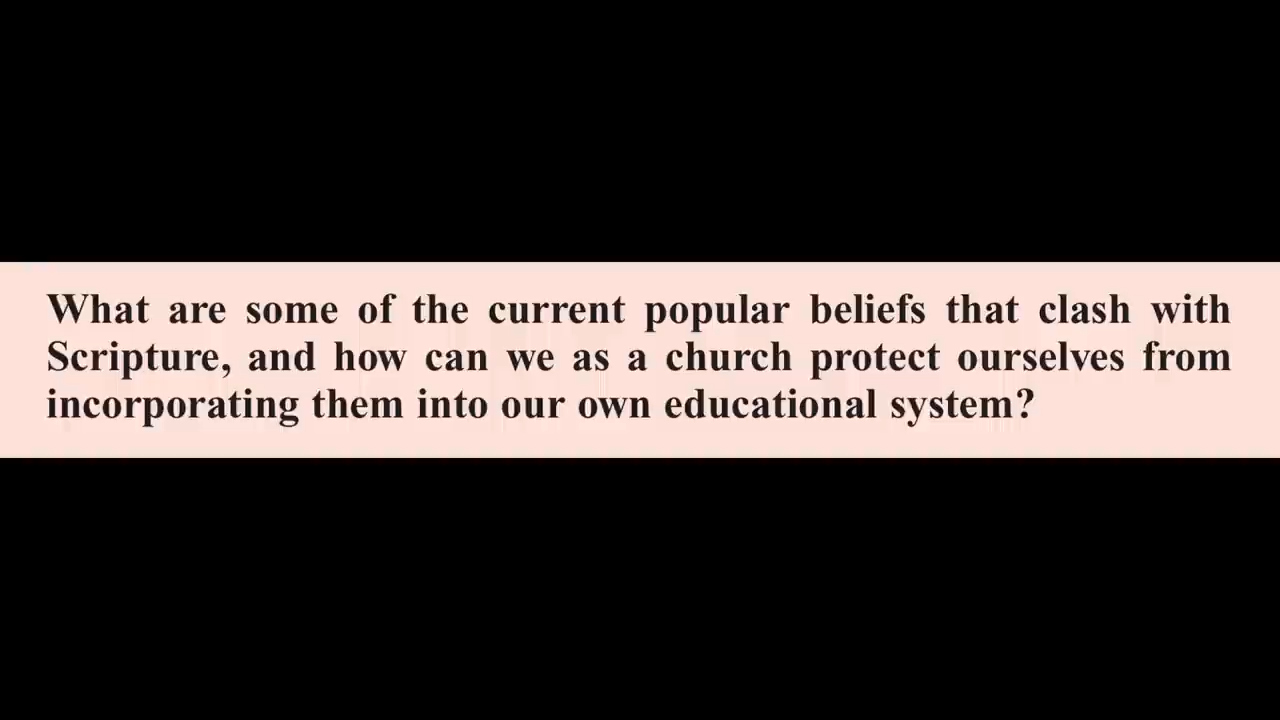 What are some of the current popular beliefs that clash with
Scripture, and how can we as a church protect ourselves from
incorporating them into our own educational system?